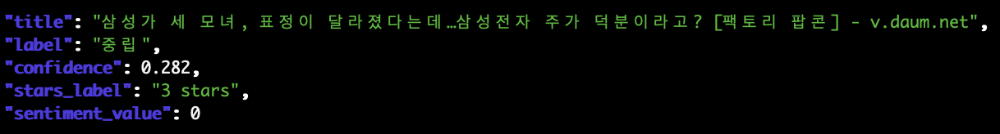 "title": "삼성가 세 모녀, 표정이 달라졌다는데…삼성전자 주가 덕분이라고? [팩토리 팝콘] - v.daum.net",
"label": "중립",
"confidence": 0.282,
"stars_label": "3 stars",
"sentiment_value": 0